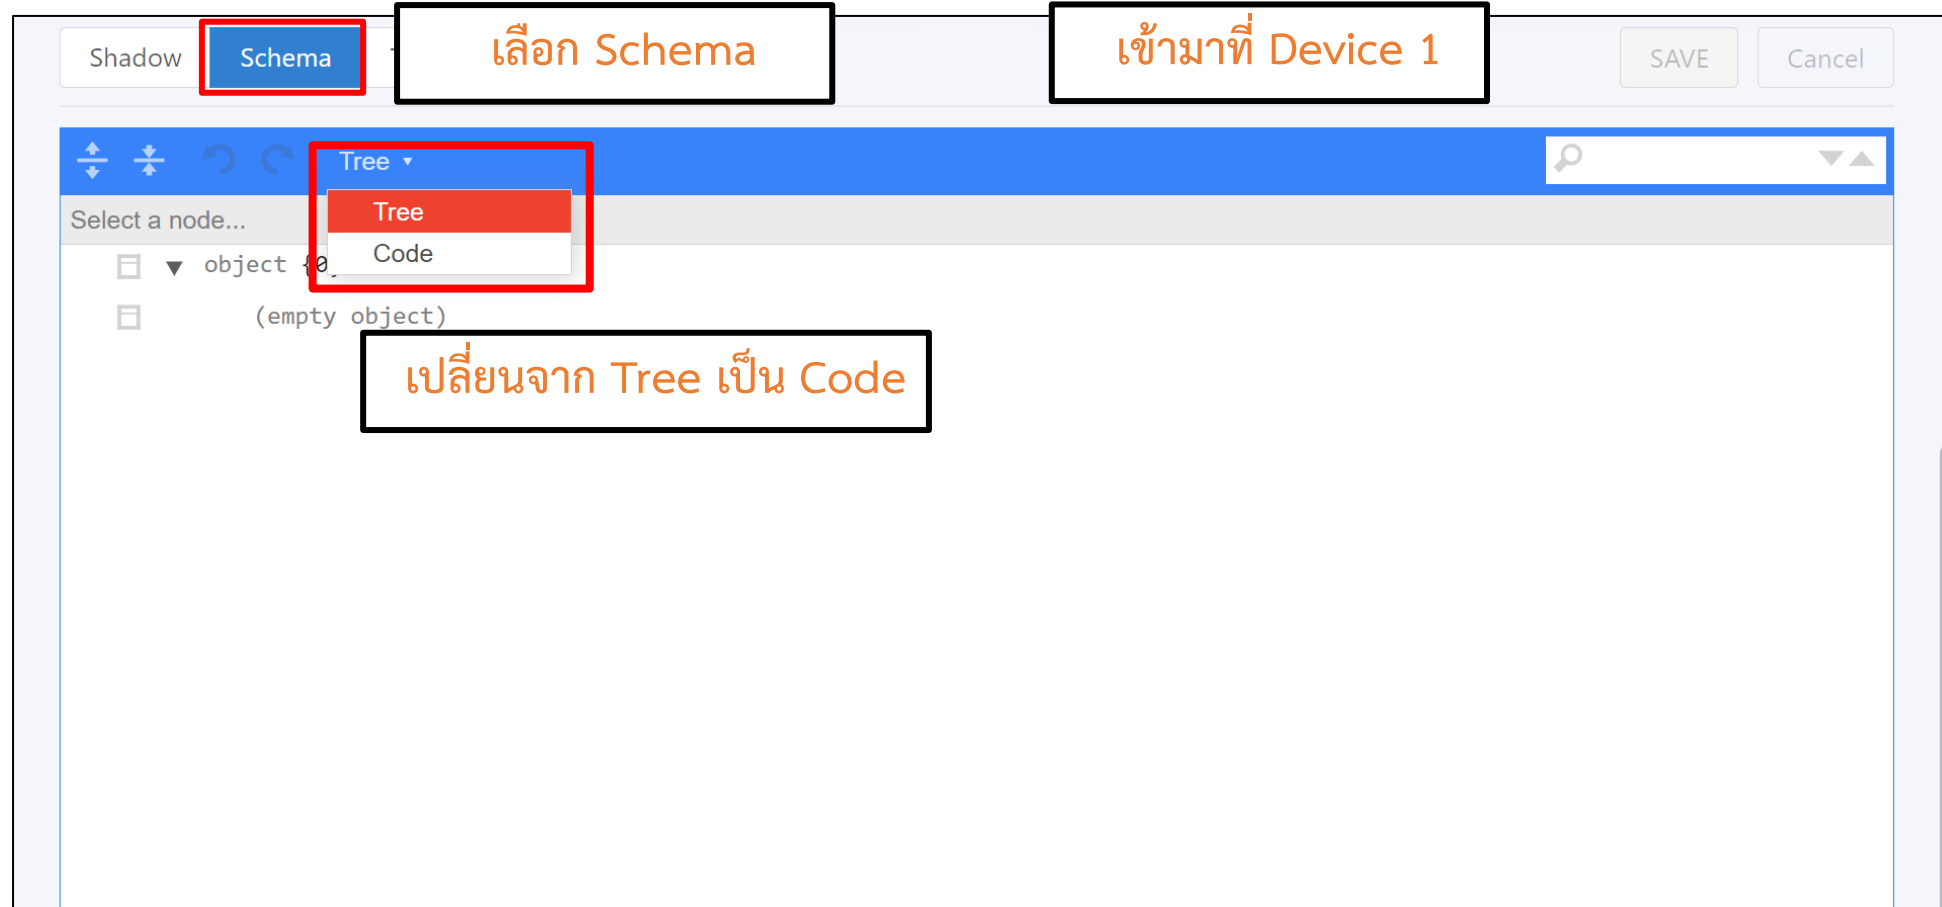 Shadow Schema เลือก Schema เข้ามาที่ Device 1 SAVE Cancel
Tree
Select a node...
Tree
Code
object
(empty object)
เปลี่ยนจาก Tree เป็น Code